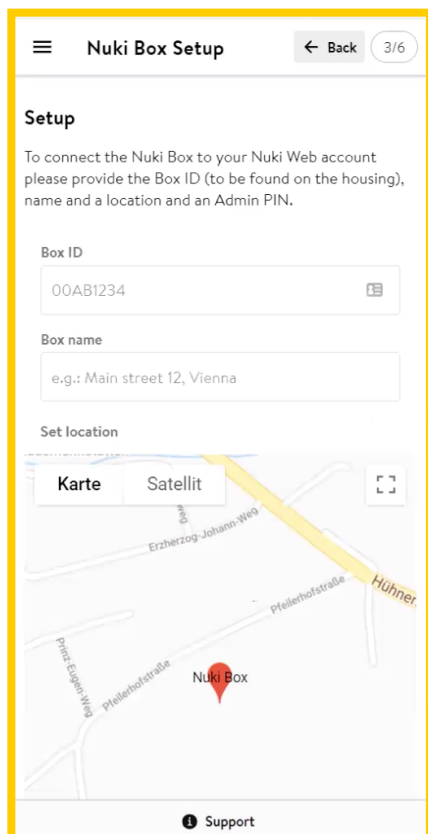 Nuki Box Setup
Back
3/6
Setup
To connect the Nuki Box to your Nuki Web account
please provide the Box ID (to be found on the housing),
name and a location and an Admin PIN.
Box ID
00AB1234
Box name
e.g.: Main street 12, Vienna
Set location
Karte
Satellit
weg
Erzherzog-Johann-Weg
Pfeilerhofstraße
Hühner
Prinz-Eugen-Weg
Pfeilerhofstraße
Nuki Box
Support